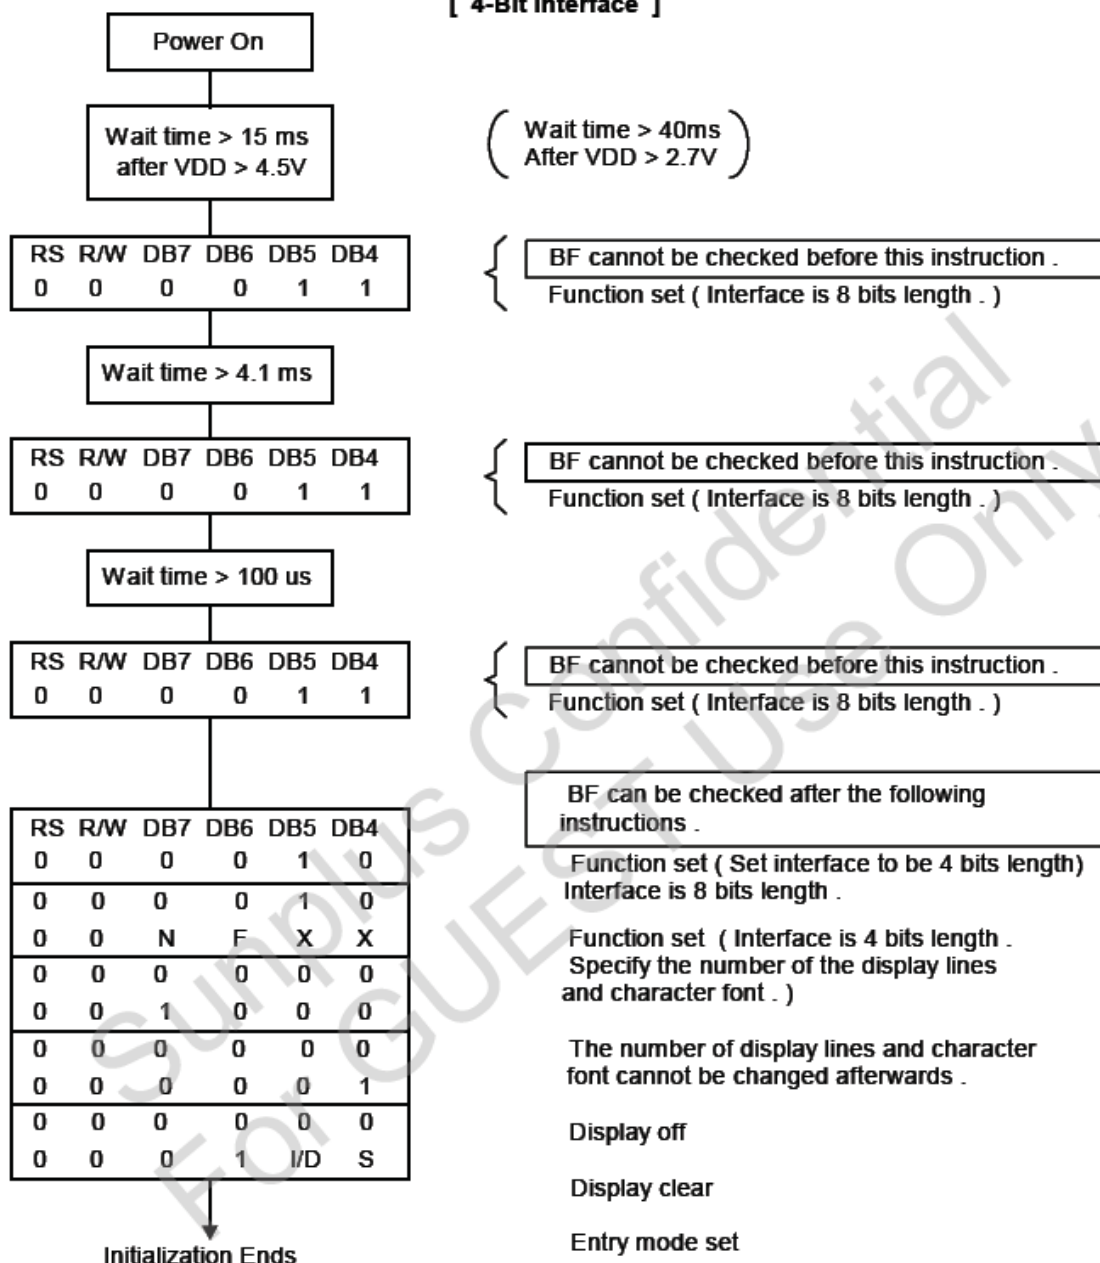 [ 4-Bit Interface ]
Power On
Wait time > 15 ms
after VDD > 4.5V
Wait time > 40ms
After VDD > 2.7V
RS R/W DB7 DB6 DB5 DB4
0 0 0 0 1 1
BF cannot be checked before this instruction .
Function set ( Interface is 8 bits length . )
Wait time > 4.1 ms
RS R/W DB7 DB6 DB5 DB4
0 0 0 0 1 1
BF cannot be checked before this instruction .
Function set ( Interface is 8 bits length . )
Wait time > 100 us
RS R/W DB7 DB6 DB5 DB4
0 0 0 0 1 1
BF cannot be checked before this instruction .
Function set ( Interface is 8 bits length . )
RS R/W DB7 DB6 DB5 DB4
0 0 0 0 1 0
0 0 0 0 1 0
0 0 N F X X
0 0 0 0 0 0
0 0 1 0 0 0
0 0 0 0 0 0
0 0 0 0 0 1
0 0 0 0 0 0
0 0 0 1 I/D S
BF can be checked after the following
instructions .
Function set ( Set interface to be 4 bits length)
Interface is 8 bits length .
Function set ( Interface is 4 bits length .
Specify the number of the display lines
and character font . )
The number of display lines and character
font cannot be changed afterwards .
Display off
Display clear
Entry mode set
Initialization Ends
Sunplus Confidential
For GUEST Use Only